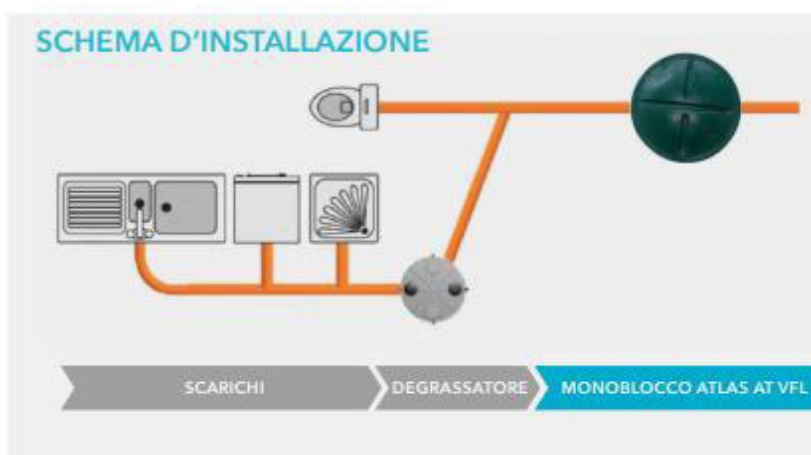 SCHEMA D'INSTALLAZIONE
SCARICHI
DEGRASSATORE
MONOBLOCCO ATLAS AT VFL